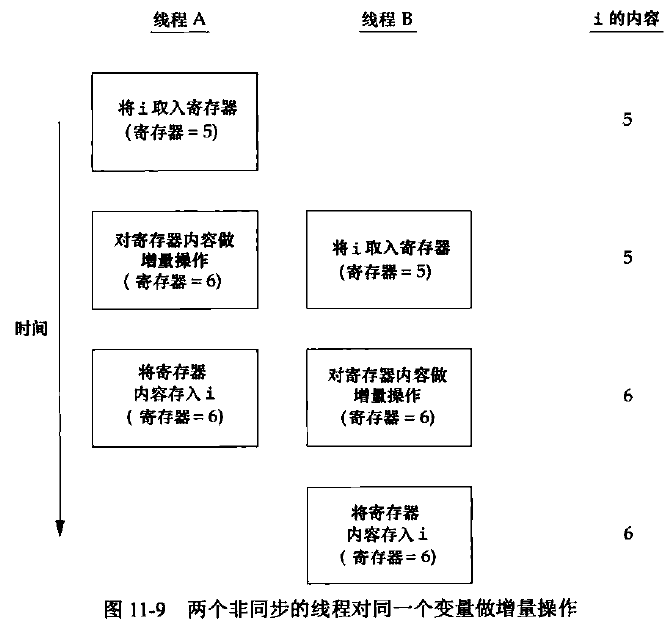 线程 A 线程 B i 的内容
将 i 取入寄存器
(寄存器 = 5)
5
对寄存器内容做
增量操作
( 寄存器 = 6)
将 i 取入寄存器
(寄存器 = 5)
5
时间
将寄存器
内容存入 i
( 寄存器 = 6)
对寄存器内容做
增量操作
(寄存器 = 6)
6
将寄存器
内容存入 i
( 寄存器 = 6)
6
图 11-9 两个非同步的线程对同一个变量做增量操作